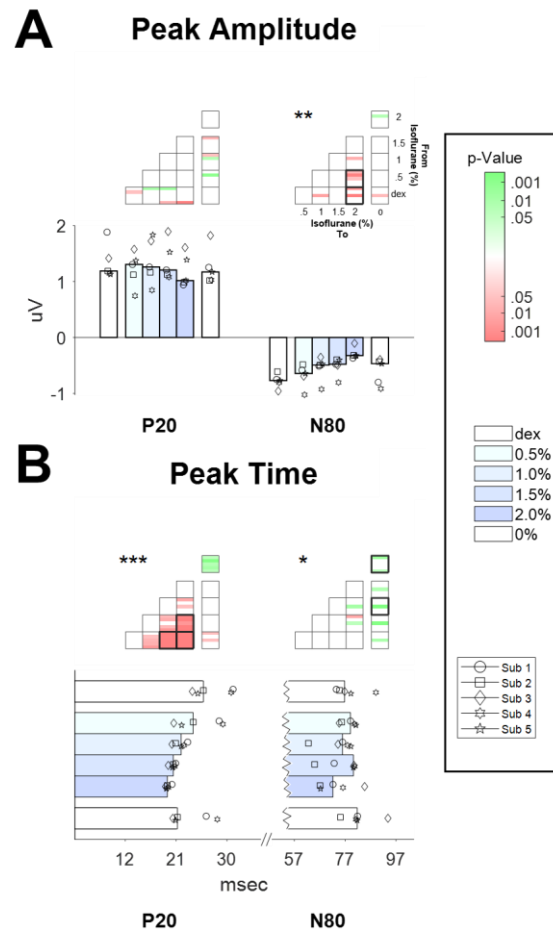 A
Peak Amplitude
**
2
1.5
1
.5
dex
From
Isoflurane (%)
.5 1 1.5 2 0
Isoflurane (%)
To
2
1
0
-1
uV
P20 N80
p-Value
.001
.01
.05
.05
.01
.001
dex
0.5%
1.0%
1.5%
2.0%
0%
B
Peak Time
*** *
Sub 1
Sub 2
Sub 3
Sub 4
Sub 5
12 21 30 // 57 77 97
msec
P20 N80